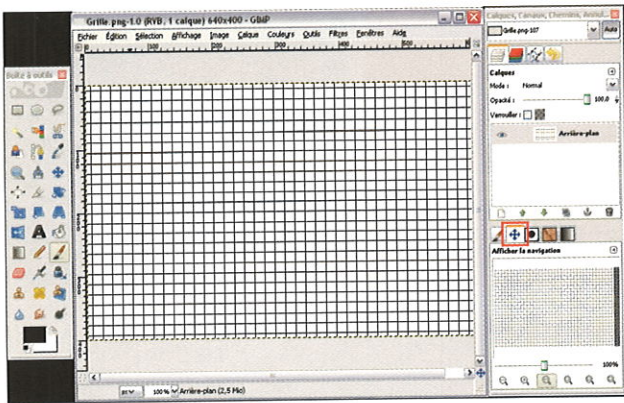 Grille.png-1.0 (RVB, 1 calque) 640x400 - GIMP
Fichier Édition Sélection Affichage Image Calque Couleurs Outils Filtres Fenêtres Aide
Boîte à outils
100 %
Arrière-plan (2,5 Mio)
Calques, Canaux, Chemins, Annul...
Grille.png-107
Auto
Calques
Mode : Normal
Opacité : 100,0
Verrouiller :
Arrière-plan
Afficher la navigation
100%